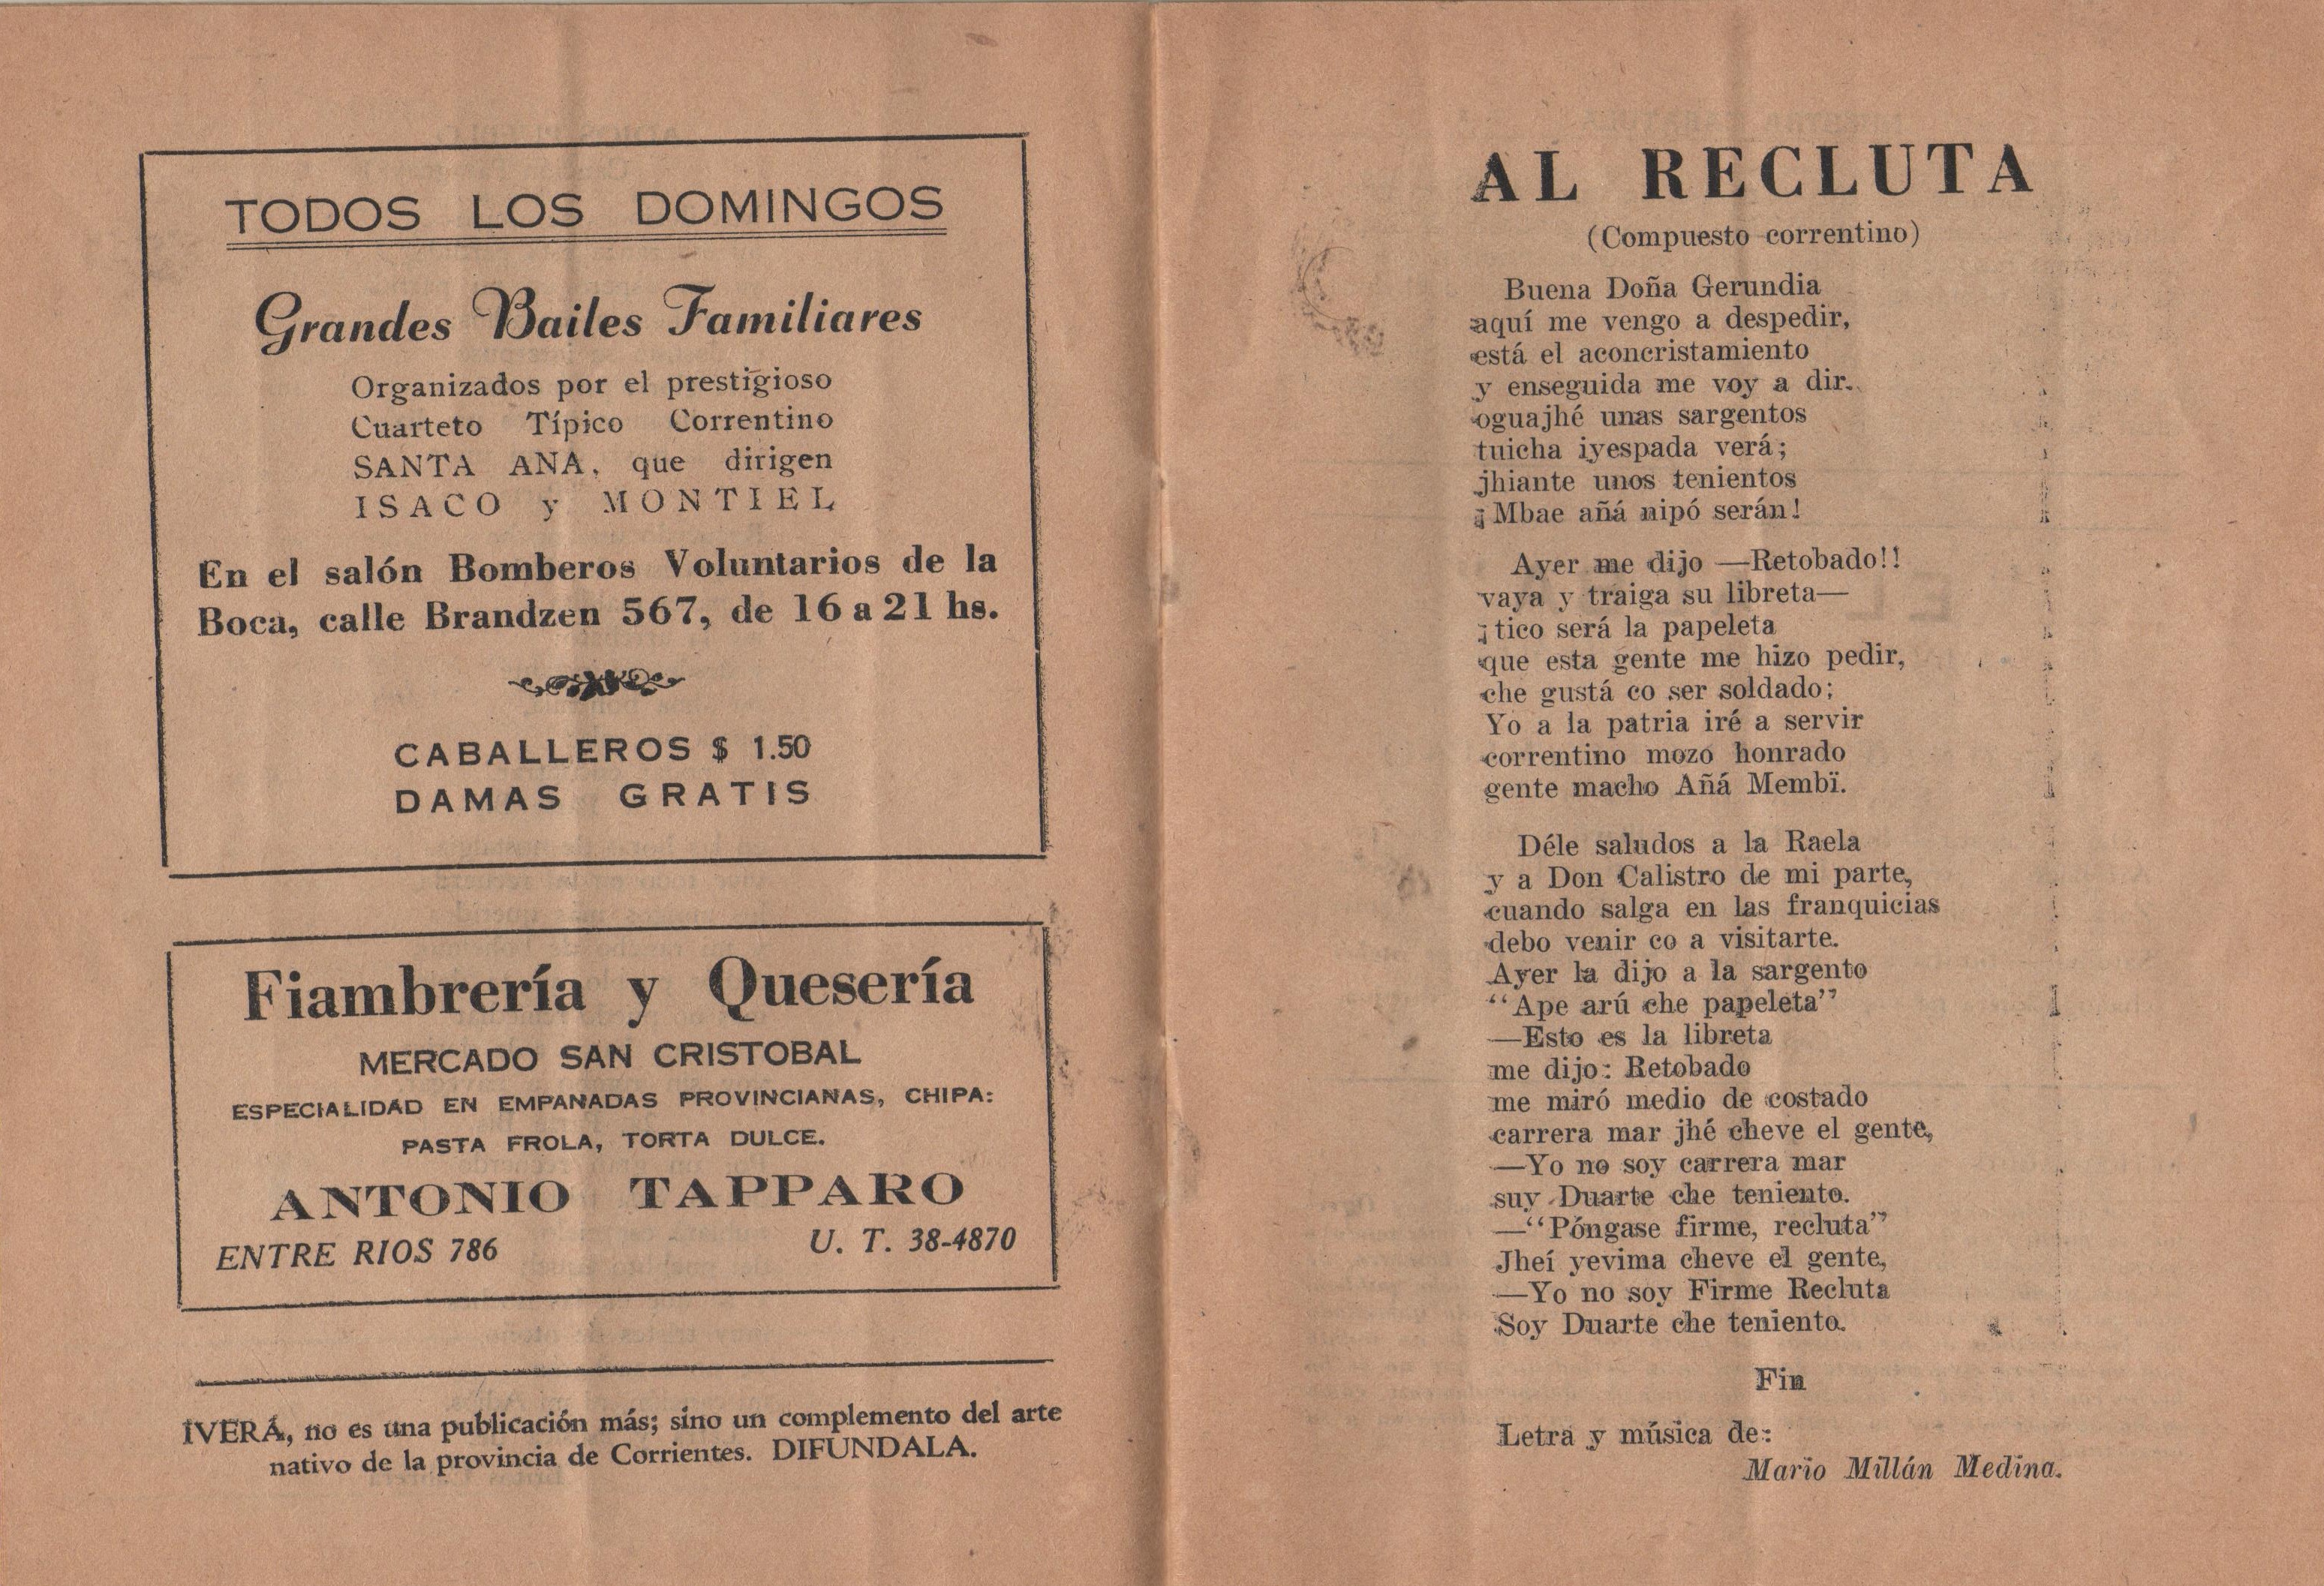 TODOS LOS DOMINGOS
Grandes Bailes Familiares
Organizados por el prestigioso
Cuarteto Típico Correntino
SANTA ANA, que dirigen
ISACO y MONTIEL
En el salón Bomberos Voluntarios de la
Boca, calle Brandzen 567, de 16 a 21 hs.
CABALLEROS $ 1.50
DAMAS GRATIS
Fiambrería y Quesería
MERCADO SAN CRISTOBAL
ESPECIALIDAD EN EMPANADAS PROVINCIANAS, CHIPA:
PASTA FROLA, TORTA DULCE.
ANTONIO TAPPARO
ENTRE RIOS 786 U. T. 38-4870
IVERÁ, no es una publicación más; sino un complemento del arte
nativo de la provincia de Corrientes. DIFUNDALA.
AL RECLUTA
(Compuesto correntino)
Buena Doña Gerundia
aquí me vengo a despedir,
está el aconcristamiento
y enseguida me voy a dir.
oguajhé unas sargentos
tuicha iyespada verá;
jhiante unos tenientos
¡Mbae añá nipó serán!
Ayer me dijo —Retobado!!
vaya y traiga su libreta—
¡tico será la papeleta
que esta gente me hizo pedir,
che gustá co ser soldado;
Yo a la patria iré a servir
correntino mozo honrado
gente macho Añá Membï.
Déle saludos a la Raela
y a Don Calistro de mi parte,
cuando salga en las franquicias
debo venir co a visitarte.
Ayer la dijo a la sargento
"Ape arú che papeleta"
—Esto es la libreta
me dijo: Retobado
me miró medio de costado
carrera mar jhé cheve el gente,
—Yo no soy carrera mar
suy Duarte che teniento.
—"Póngase firme, recluta"
Jheí yevima cheve el gente,
—Yo no soy Firme Recluta
Soy Duarte che teniento.
Fin
Letra y música de:
Mario Millán Medina.